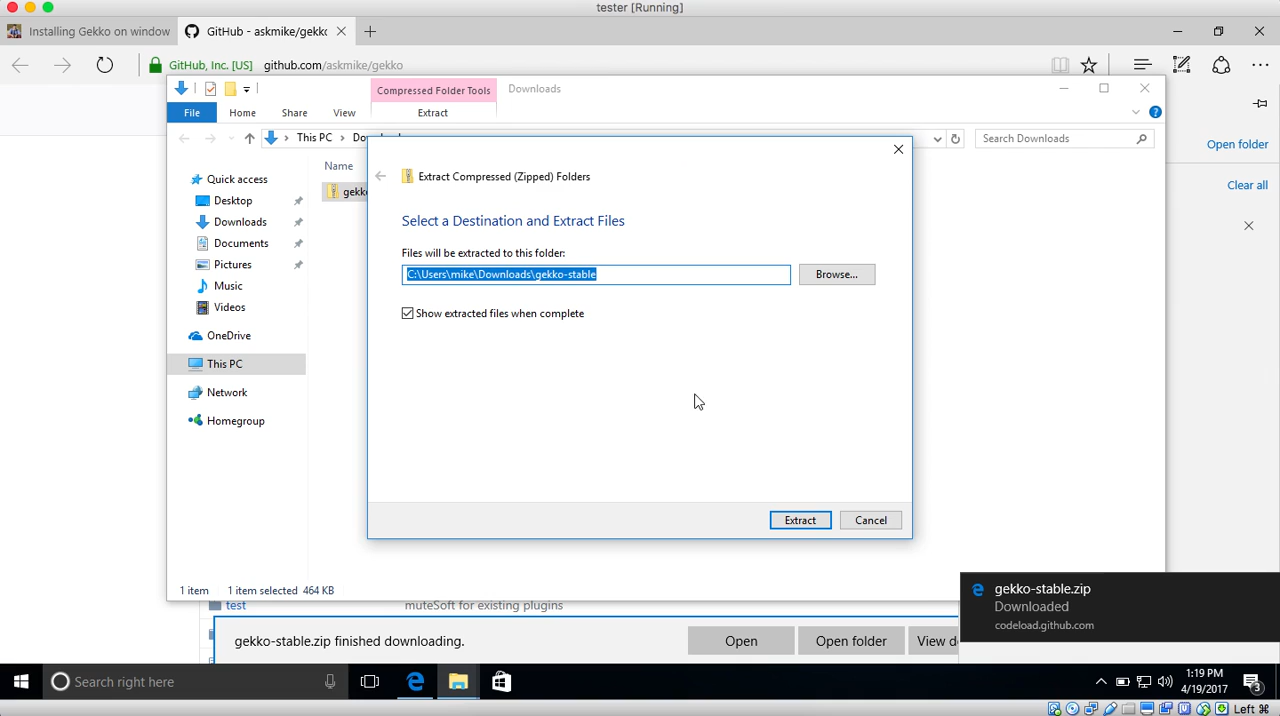 tester [Running]
Installing Gekko on window
GitHub - askmike/gekko
GitHub, Inc. [US] github.com/askmike/gekko
Compressed Folder Tools
Downloads
File
Home
Share
View
Extract
This PC
Search Downloads
Open folder
Clear all
Name
Quick access
Desktop
Downloads
Documents
Pictures
Music
Videos
OneDrive
This PC
Network
Homegroup
Extract Compressed (Zipped) Folders
Select a Destination and Extract Files
Files will be extracted to this folder:
C:\Users\mike\Downloads\gekko-stable
Browse...
Show extracted files when complete
Extract
Cancel
1 item 1 item selected 464 KB
test
muteSoft for existing plugins
gekko-stable.zip finished downloading.
Open
Open folder
gekko-stable.zip
Downloaded
codeload.github.com
Search right here
1:19 PM
4/19/2017
3
Left ⌘